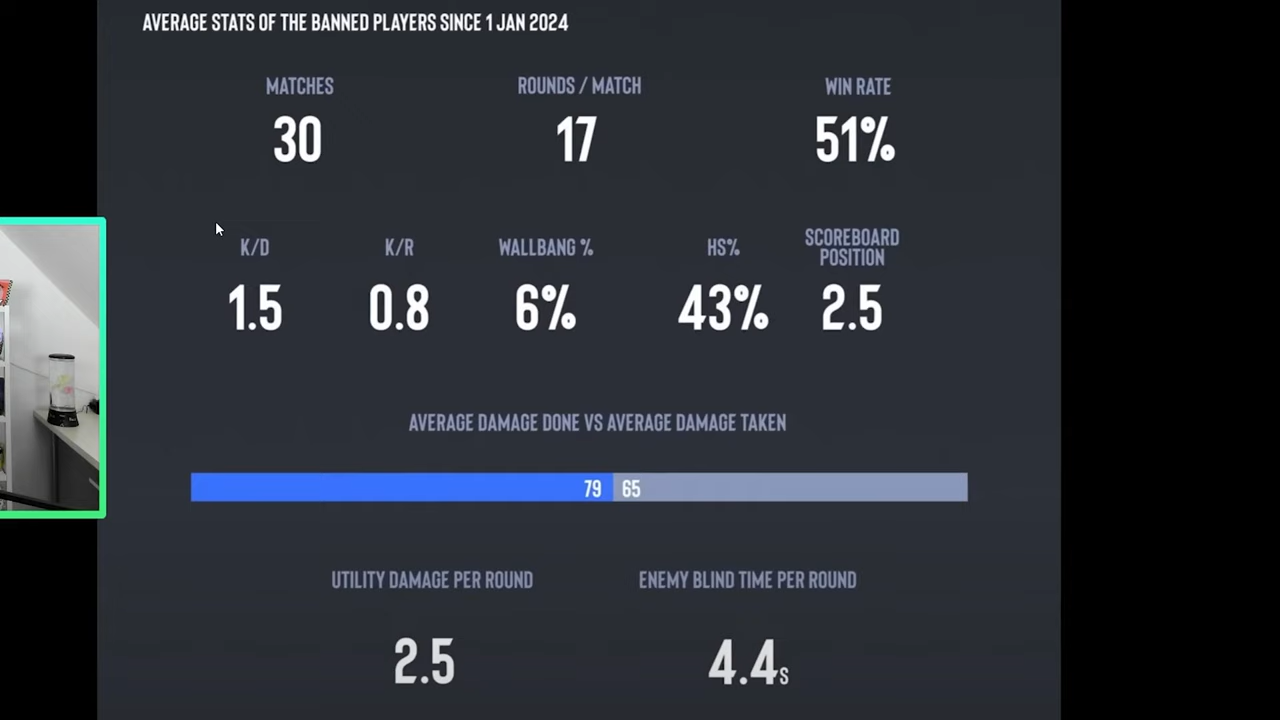 AVERAGE STATS OF THE BANNED PLAYERS SINCE 1 JAN 2024
MATCHES ROUNDS / MATCH WIN RATE
30 17 51%
K/D K/R WALLBANG % HS% SCOREBOARD
POSITION
1.5 0.8 6% 43% 2.5
AVERAGE DAMAGE DONE VS AVERAGE DAMAGE TAKEN
79 65
UTILITY DAMAGE PER ROUND ENEMY BLIND TIME PER ROUND
2.5 4.4s